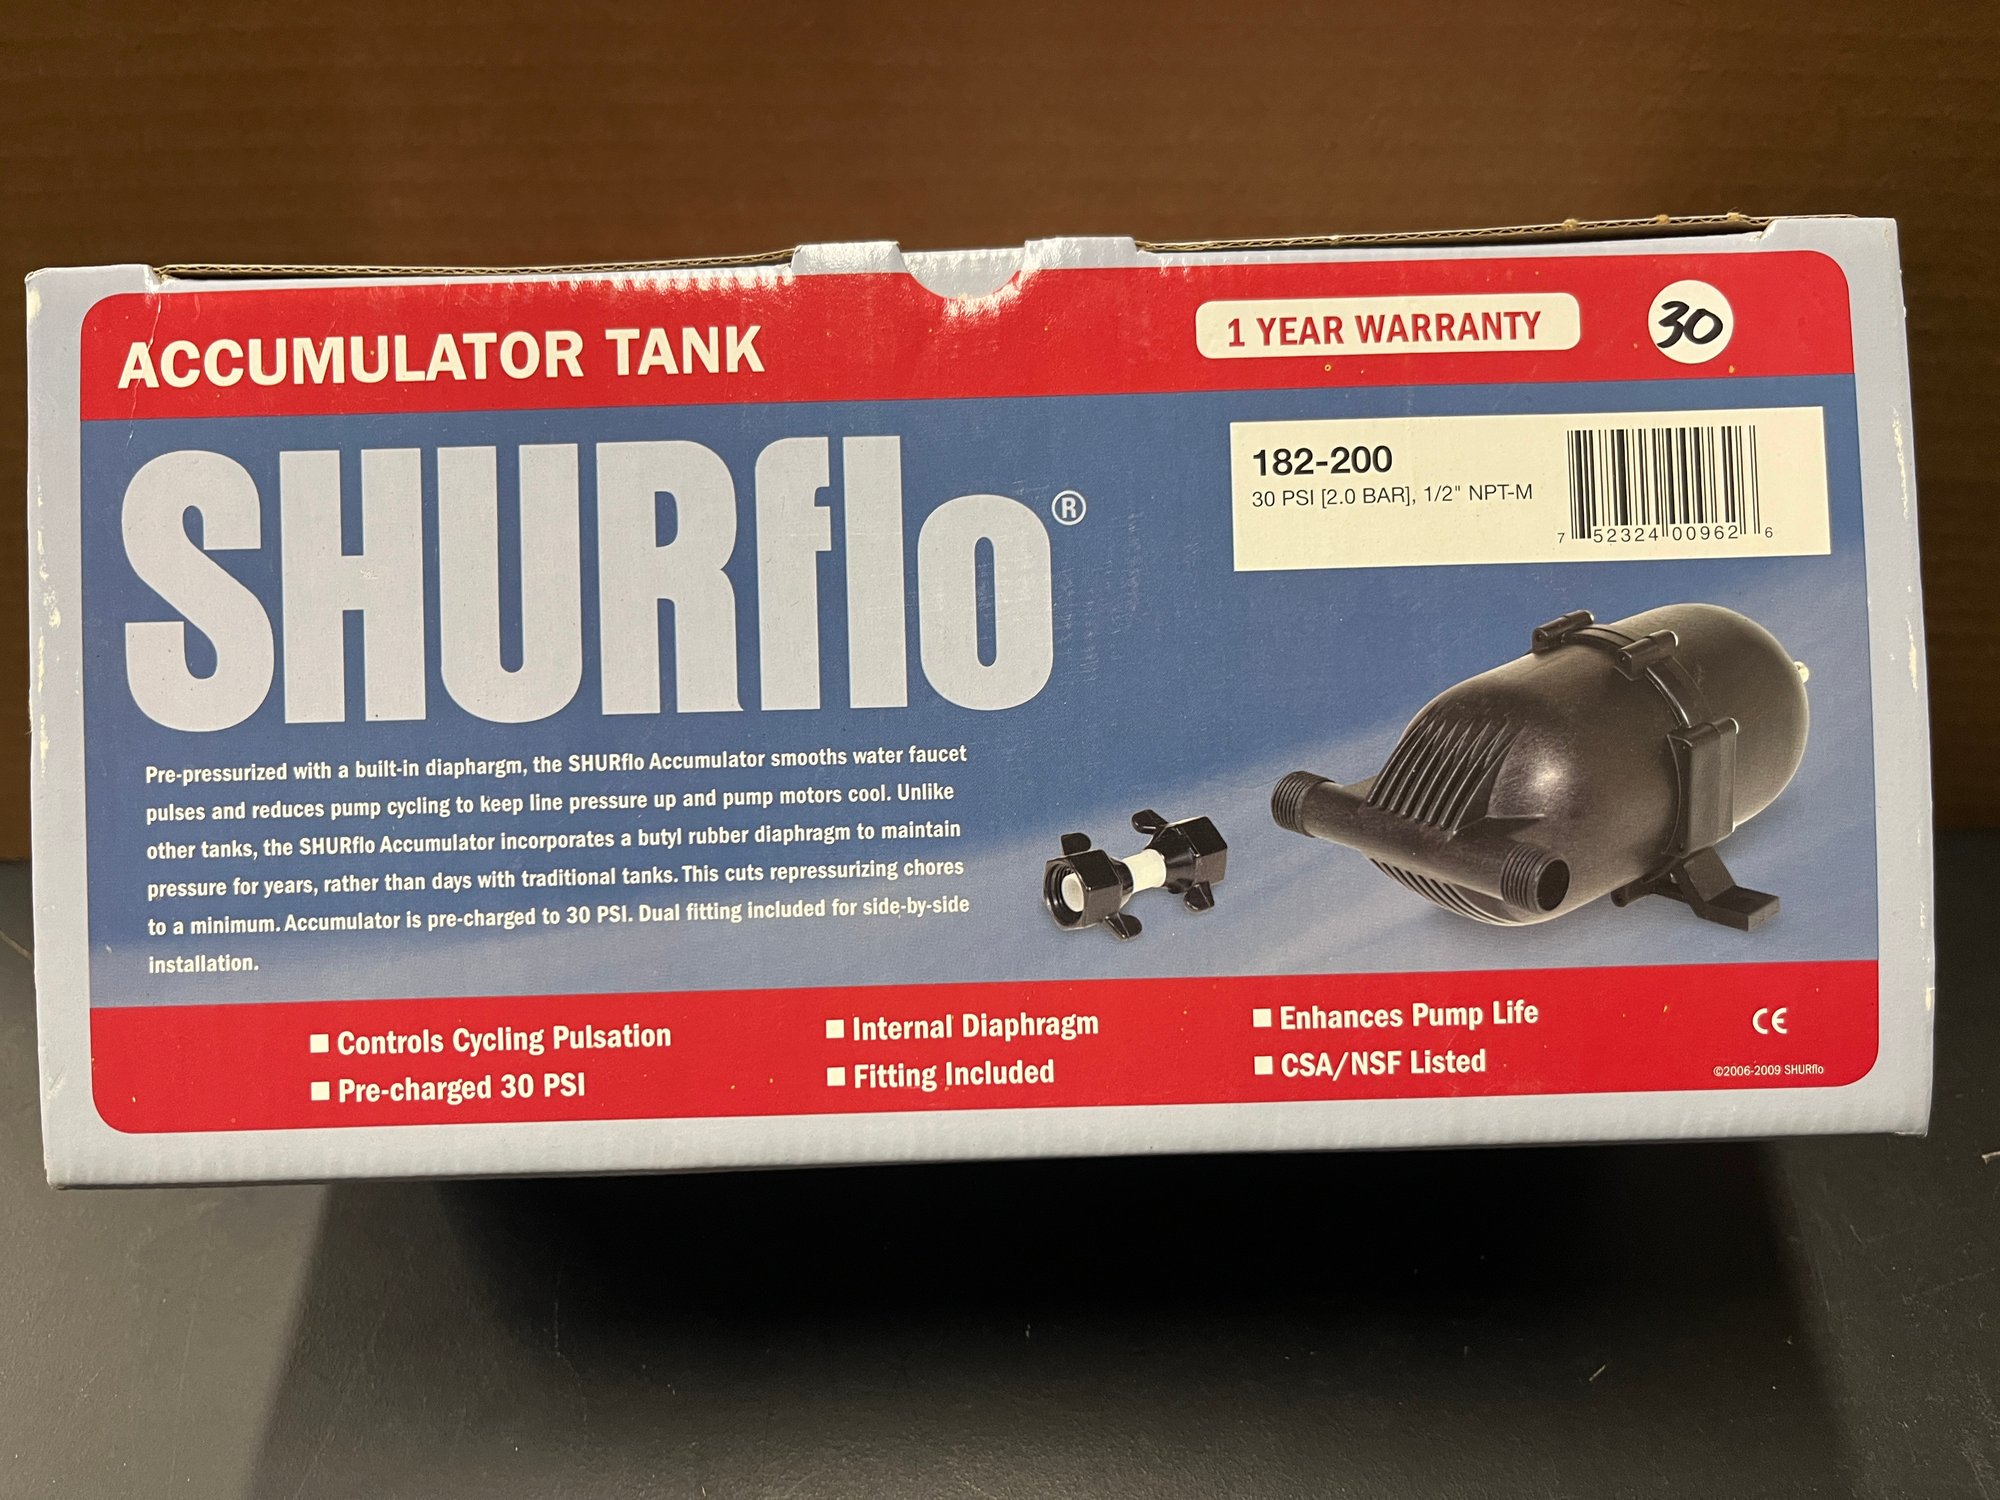 ACCUMULATOR TANK
1 YEAR WARRANTY
30
SHURflo®
182-200
30 PSI [2.0 BAR], 1/2" NPT-M
7 52324 00962 6
Pre-pressurized with a built-in diaphargm, the SHURflo Accumulator smooths water faucet
pulses and reduces pump cycling to keep line pressure up and pump motors cool. Unlike
other tanks, the SHURflo Accumulator incorporates a butyl rubber diaphragm to maintain
pressure for years, rather than days with traditional tanks. This cuts repressurizing chores
to a minimum. Accumulator is pre-charged to 30 PSI. Dual fitting included for side-by-side
installation.
■ Controls Cycling Pulsation
■ Pre-charged 30 PSI
■ Internal Diaphragm
■ Fitting Included
■ Enhances Pump Life
■ CSA/NSF Listed
CE
©2006-2009 SHURflo